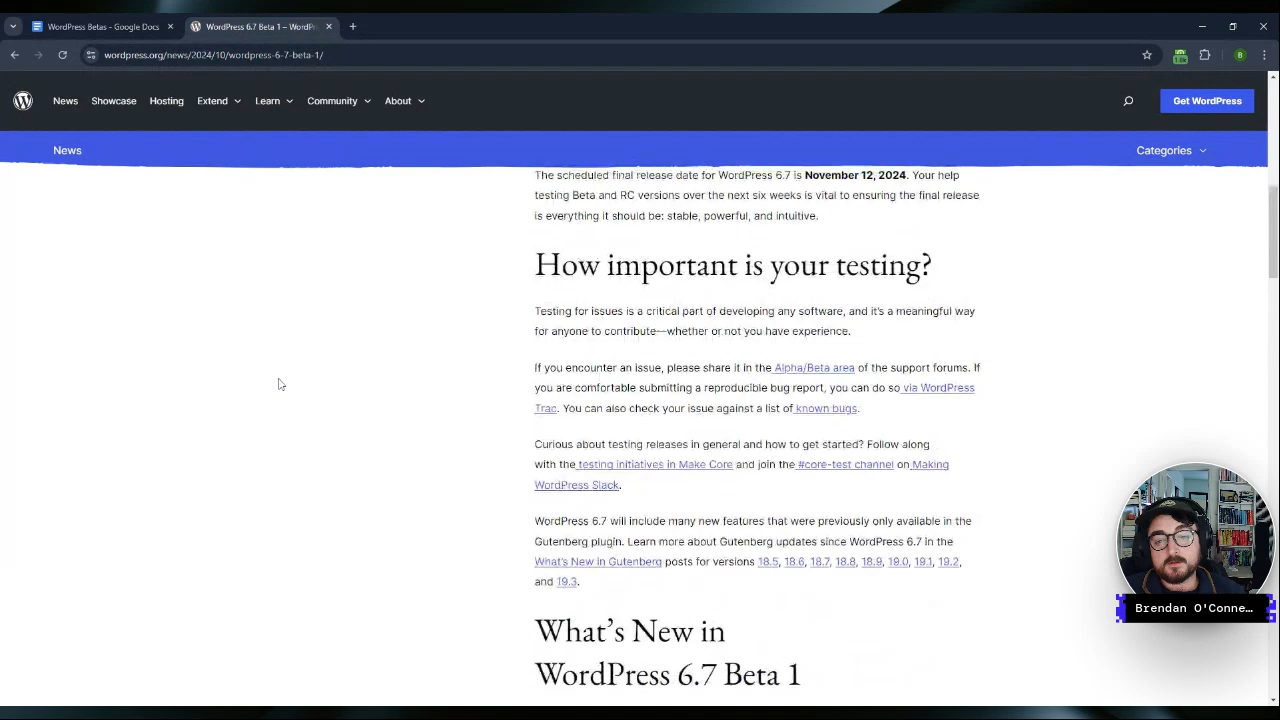 WordPress Betas - Google Docs
WordPress 6.7 Beta 1 – WordPr
wordpress.org/news/2024/10/wordpress-6-7-beta-1/
1.0x
B
News Showcase Hosting Extend Learn Community About
Get WordPress
News
Categories
The scheduled final release date for WordPress 6.7 is November 12, 2024. Your help
testing Beta and RC versions over the next six weeks is vital to ensuring the final release
is everything it should be: stable, powerful, and intuitive.
How important is your testing?
Testing for issues is a critical part of developing any software, and it's a meaningful way
for anyone to contribute—whether or not you have experience.
If you encounter an issue, please share it in the Alpha/Beta area of the support forums. If
you are comfortable submitting a reproducible bug report, you can do so via WordPress
Trac. You can also check your issue against a list of known bugs.
Curious about testing releases in general and how to get started? Follow along
with the testing initiatives in Make Core and join the #core-test channel on Making
WordPress Slack.
WordPress 6.7 will include many new features that were previously only available in the
Gutenberg plugin. Learn more about Gutenberg updates since WordPress 6.7 in the
What's New in Gutenberg posts for versions 18.5, 18.6, 18.7, 18.8, 18.9, 19.0, 19.1, 19.2,
and 19.3.
What's New in
WordPress 6.7 Beta 1
Brendan O'Conne…